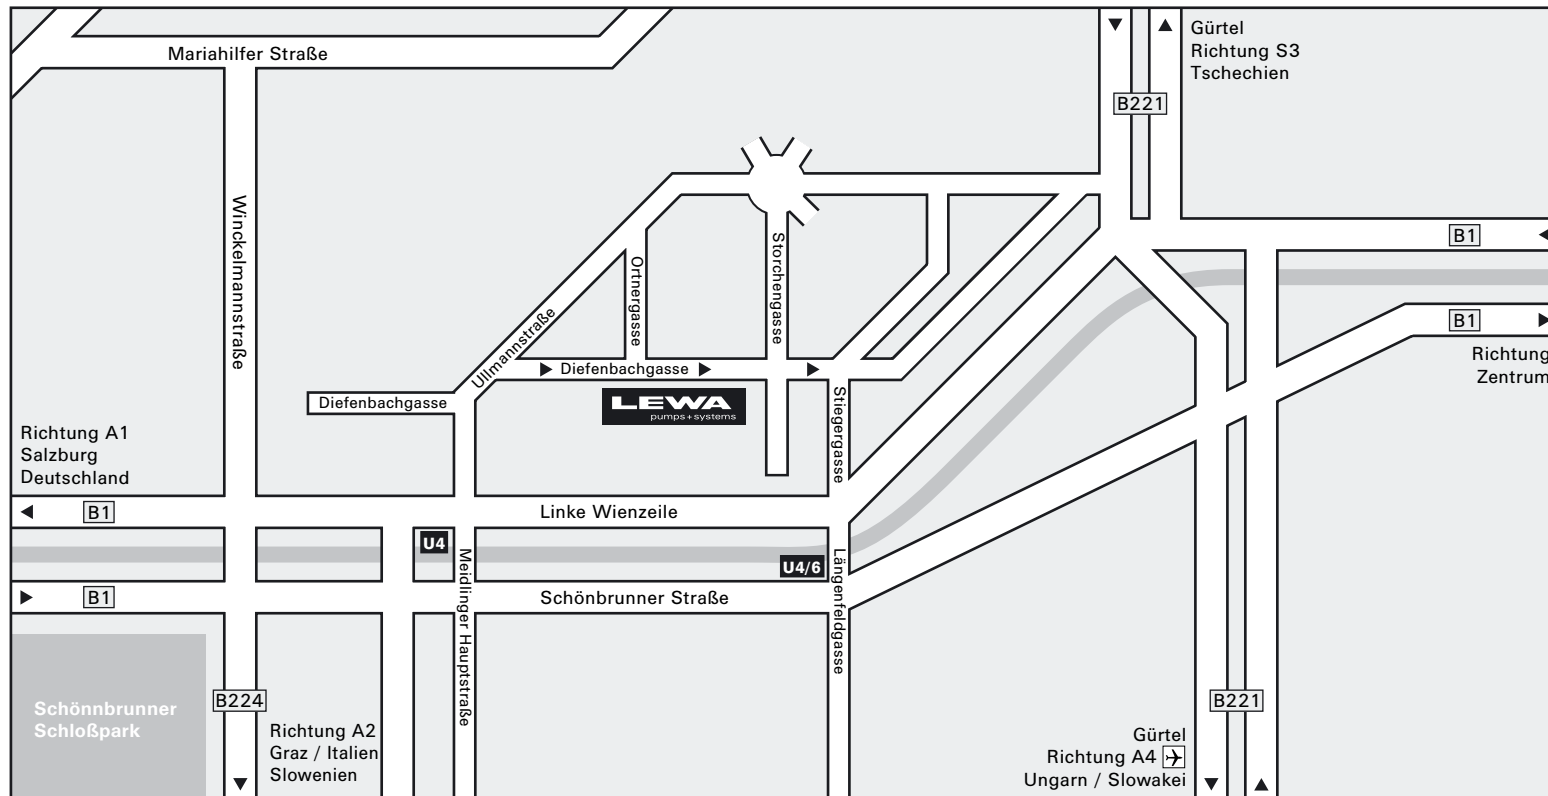 Gürtel
Richtung S3
Tschechien
Mariahilfer Straße
B221
Winckelmannstraße
Storchengasse
B1
Ortnergasse
Ullmannstraße
B1
Richtung
Zentrum
Diefenbachgasse
Diefenbachgasse
LEWA
pumps+systems
Stiegergasse
Richtung A1
Salzburg
Deutschland
B1
Linke Wienzeile
U4
U4/6
Meidlinger Hauptstraße
Längenfeldgasse
B1
Schönbrunner Straße
Schönnbrunner
Schloßpark
B224
B221
Richtung A2
Graz / Italien
Slowenien
Gürtel
Richtung A4
Ungarn / Slowakei